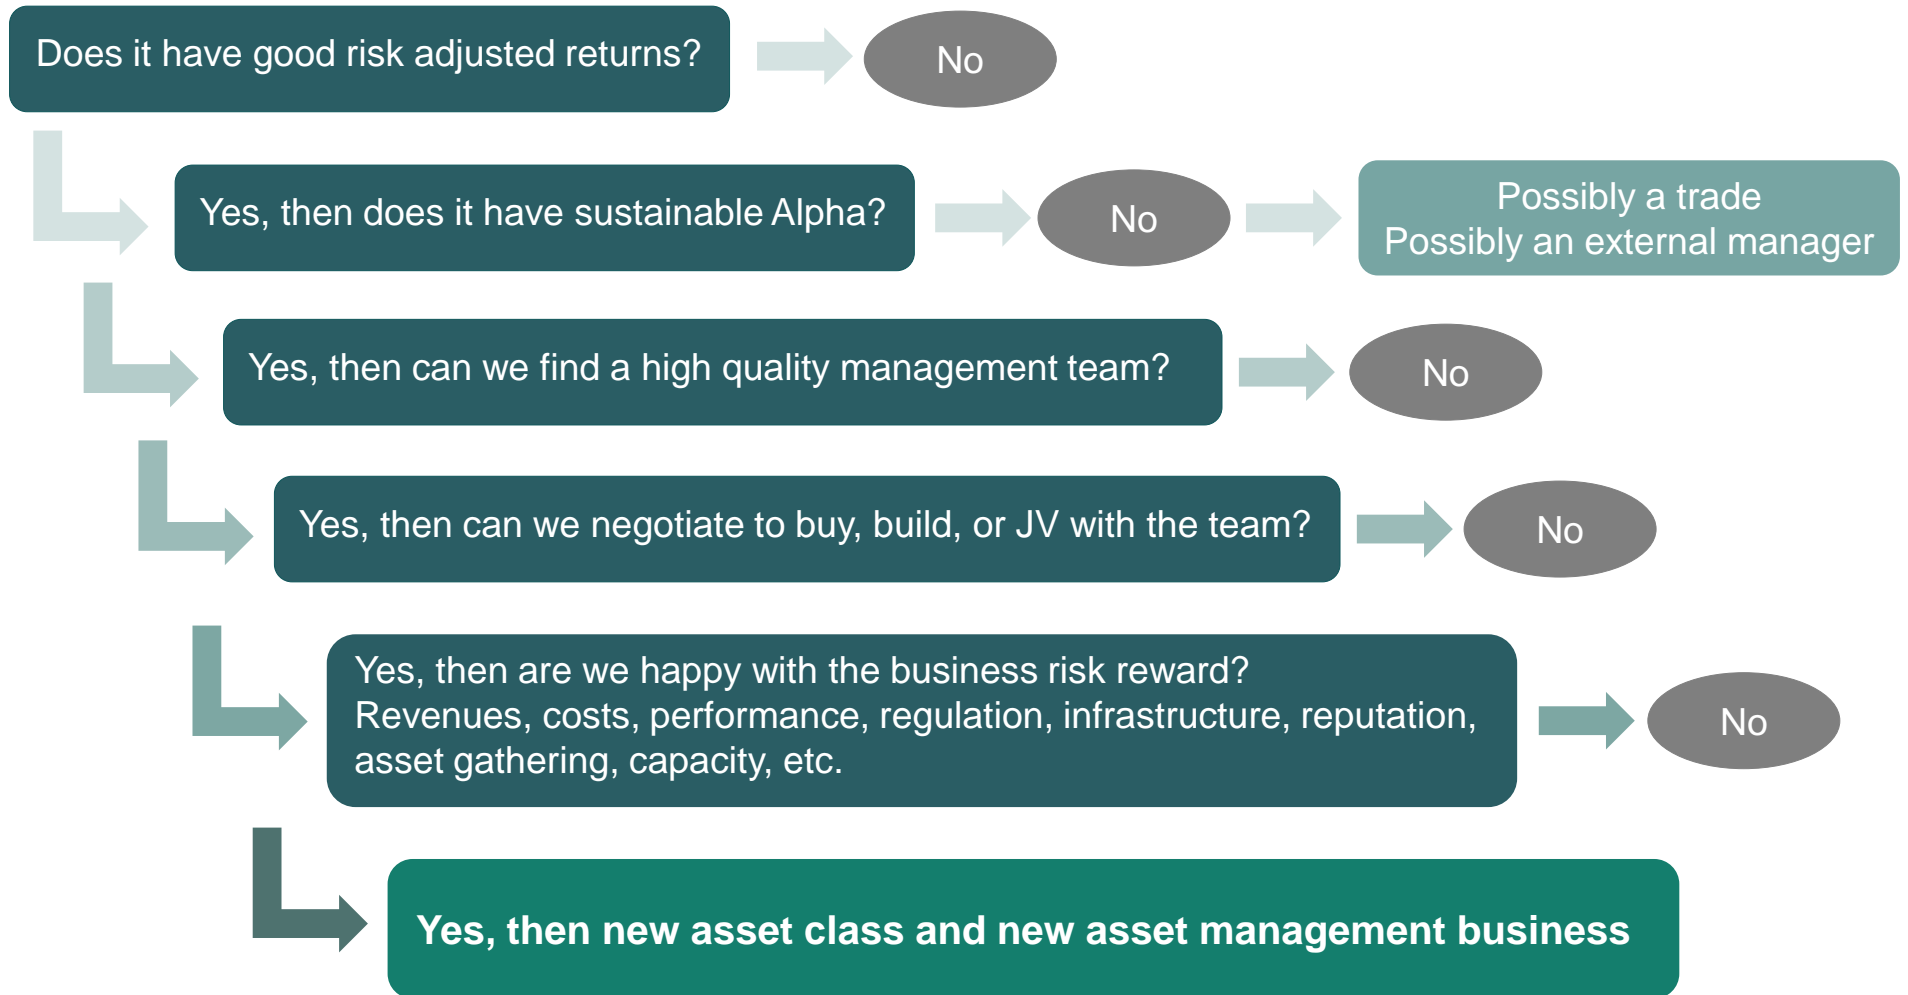 Does it have good risk adjusted returns?
No
Yes, then does it have sustainable Alpha?
No
Possibly a trade
Possibly an external manager
Yes, then can we find a high quality management team?
No
Yes, then can we negotiate to buy, build, or JV with the team?
No
Yes, then are we happy with the business risk reward?
Revenues, costs, performance, regulation, infrastructure, reputation,
asset gathering, capacity, etc.
No
Yes, then new asset class and new asset management business